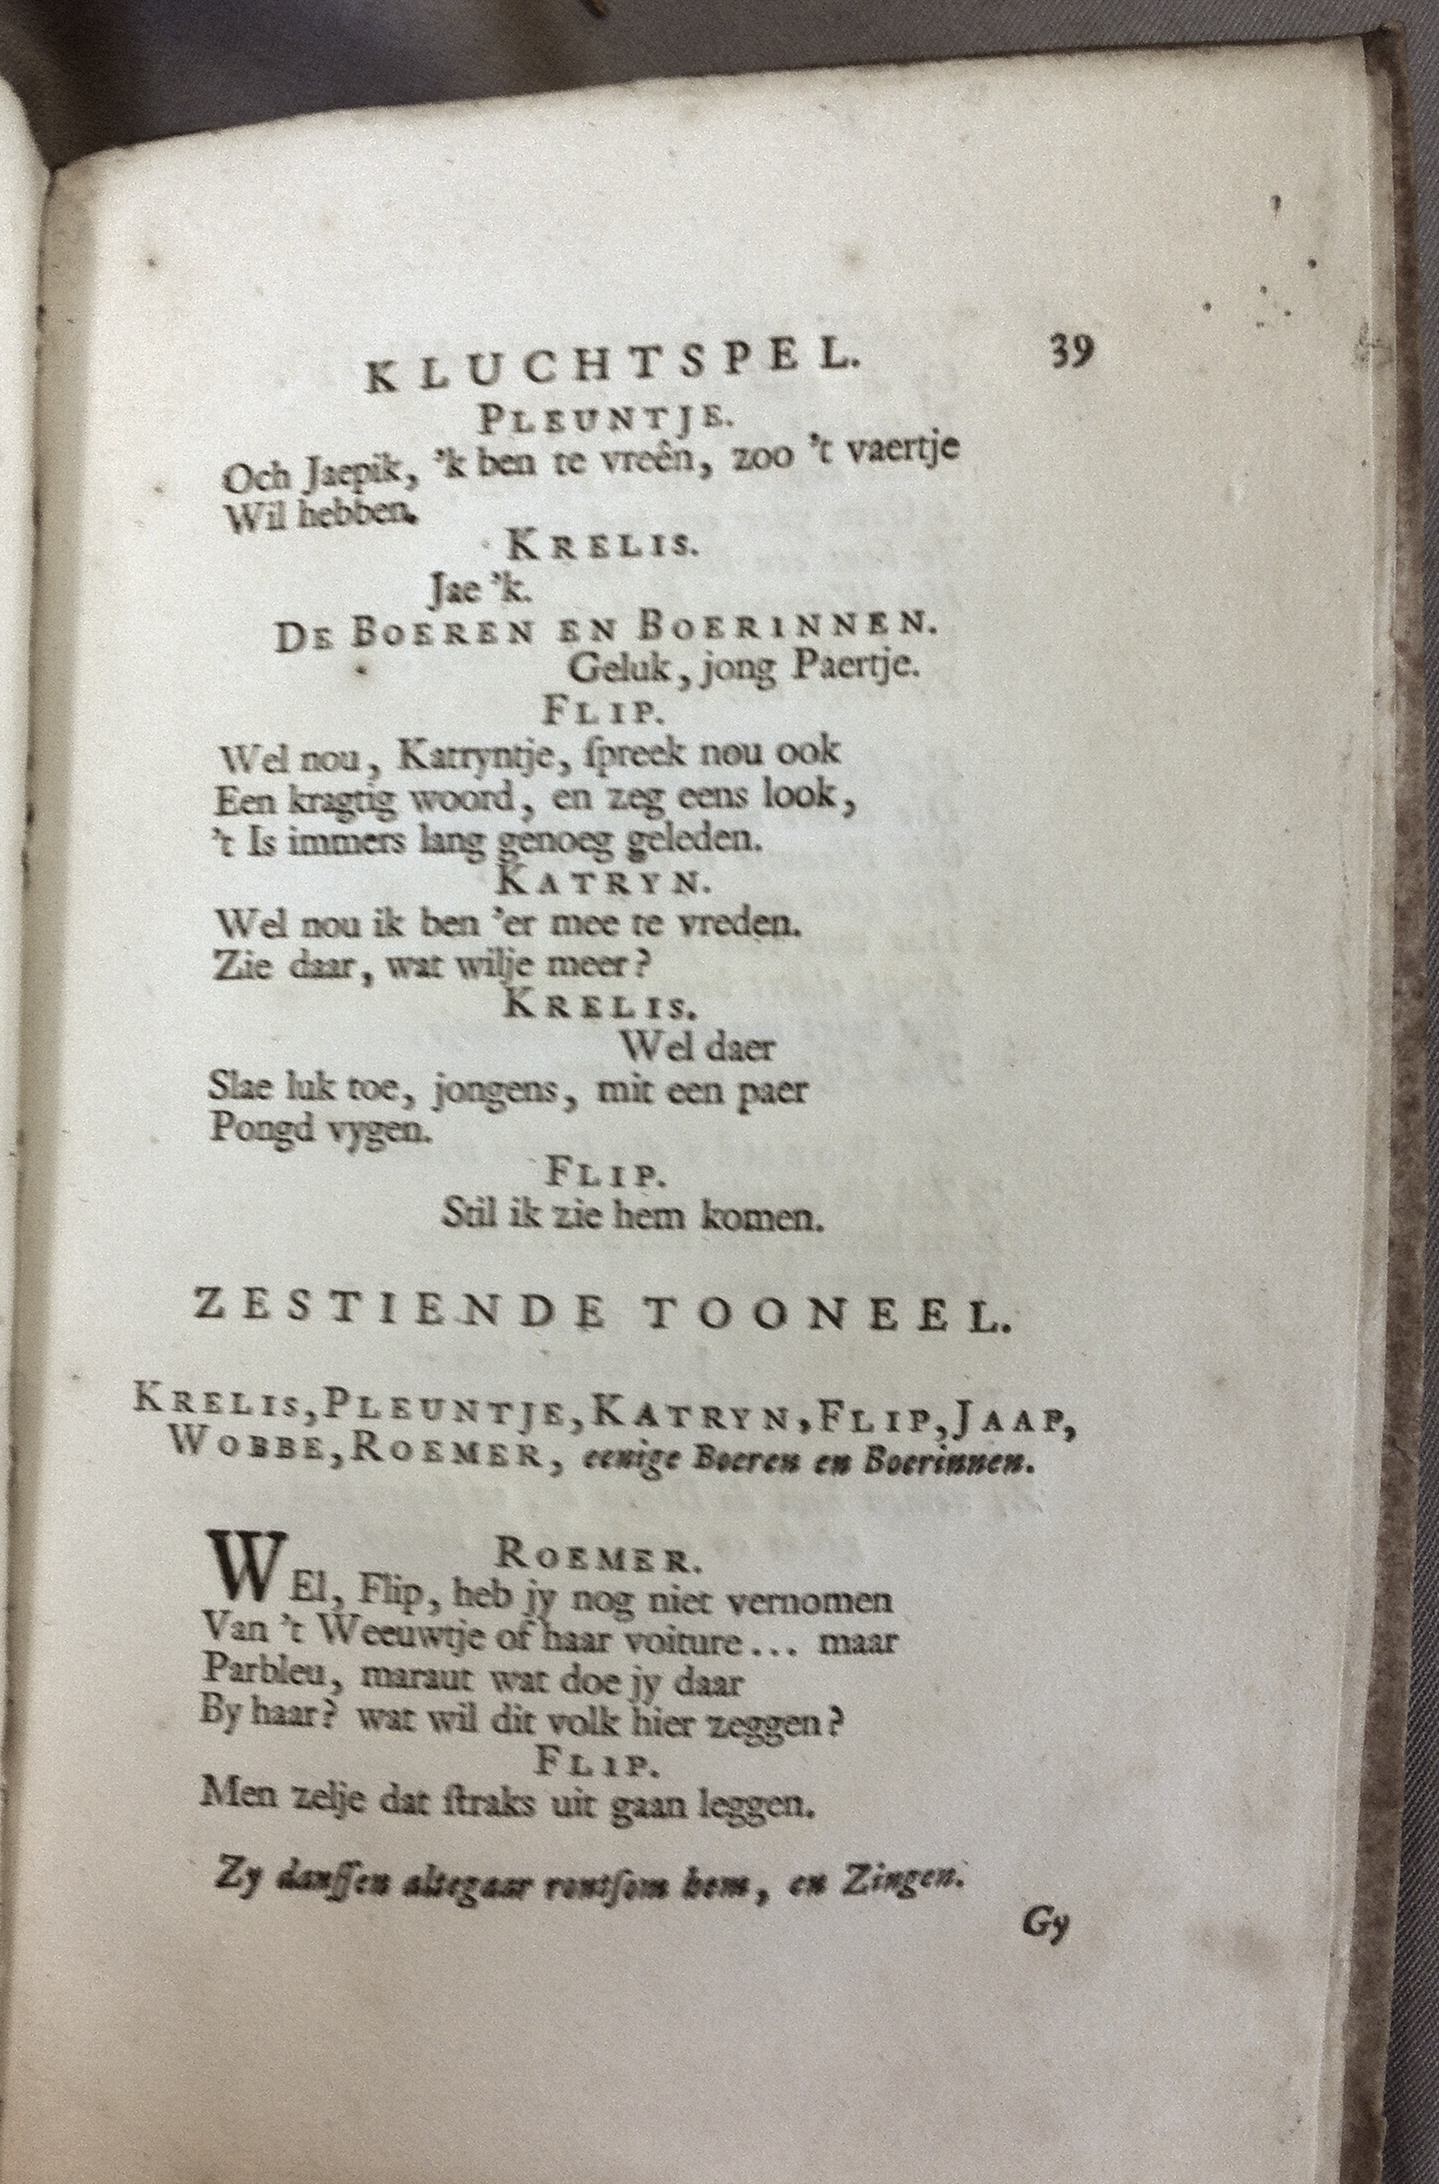 KLUCHTSPEL. 39
PLEUNTJE.
Och Jaepik, 'k ben te vreên, zoo 't vaertje
Wil hebben.
KRELIS.
Jae 'k.
DE BOEREN EN BOERINNEN.
Geluk, jong Paertje.
FLIP.
Wel nou, Katryntje, ſpreek nou ook
Een kragtig woord, en zeg eens look,
't Is immers lang genoeg geleden.
KATRYN.
Wel nou ik ben 'er mee te vreden.
Zie daar, wat wilje meer?
KRELIS.
Wel daer
Slae luk toe, jongens, mit een paer
Pongd vygen.
FLIP.
Stil ik zie hem komen.
ZESTIENDE TOONEEL.
KRELIS, PLEUNTJE, KATRYN, FLIP, JAAP,
WOBBE, ROEMER, eenige Boeren en Boerinnen.
ROEMER.
WEl, Flip, heb jy nog niet vernomen
Van 't Weeuwtje of haar voiture... maar
Parbleu, maraut wat doe jy daar
By haar? wat wil dit volk hier zeggen?
FLIP.
Men zelje dat ſtraks uit gaan leggen.
Zy danſſen altegaar rontſom hem, en Zingen.
Gy